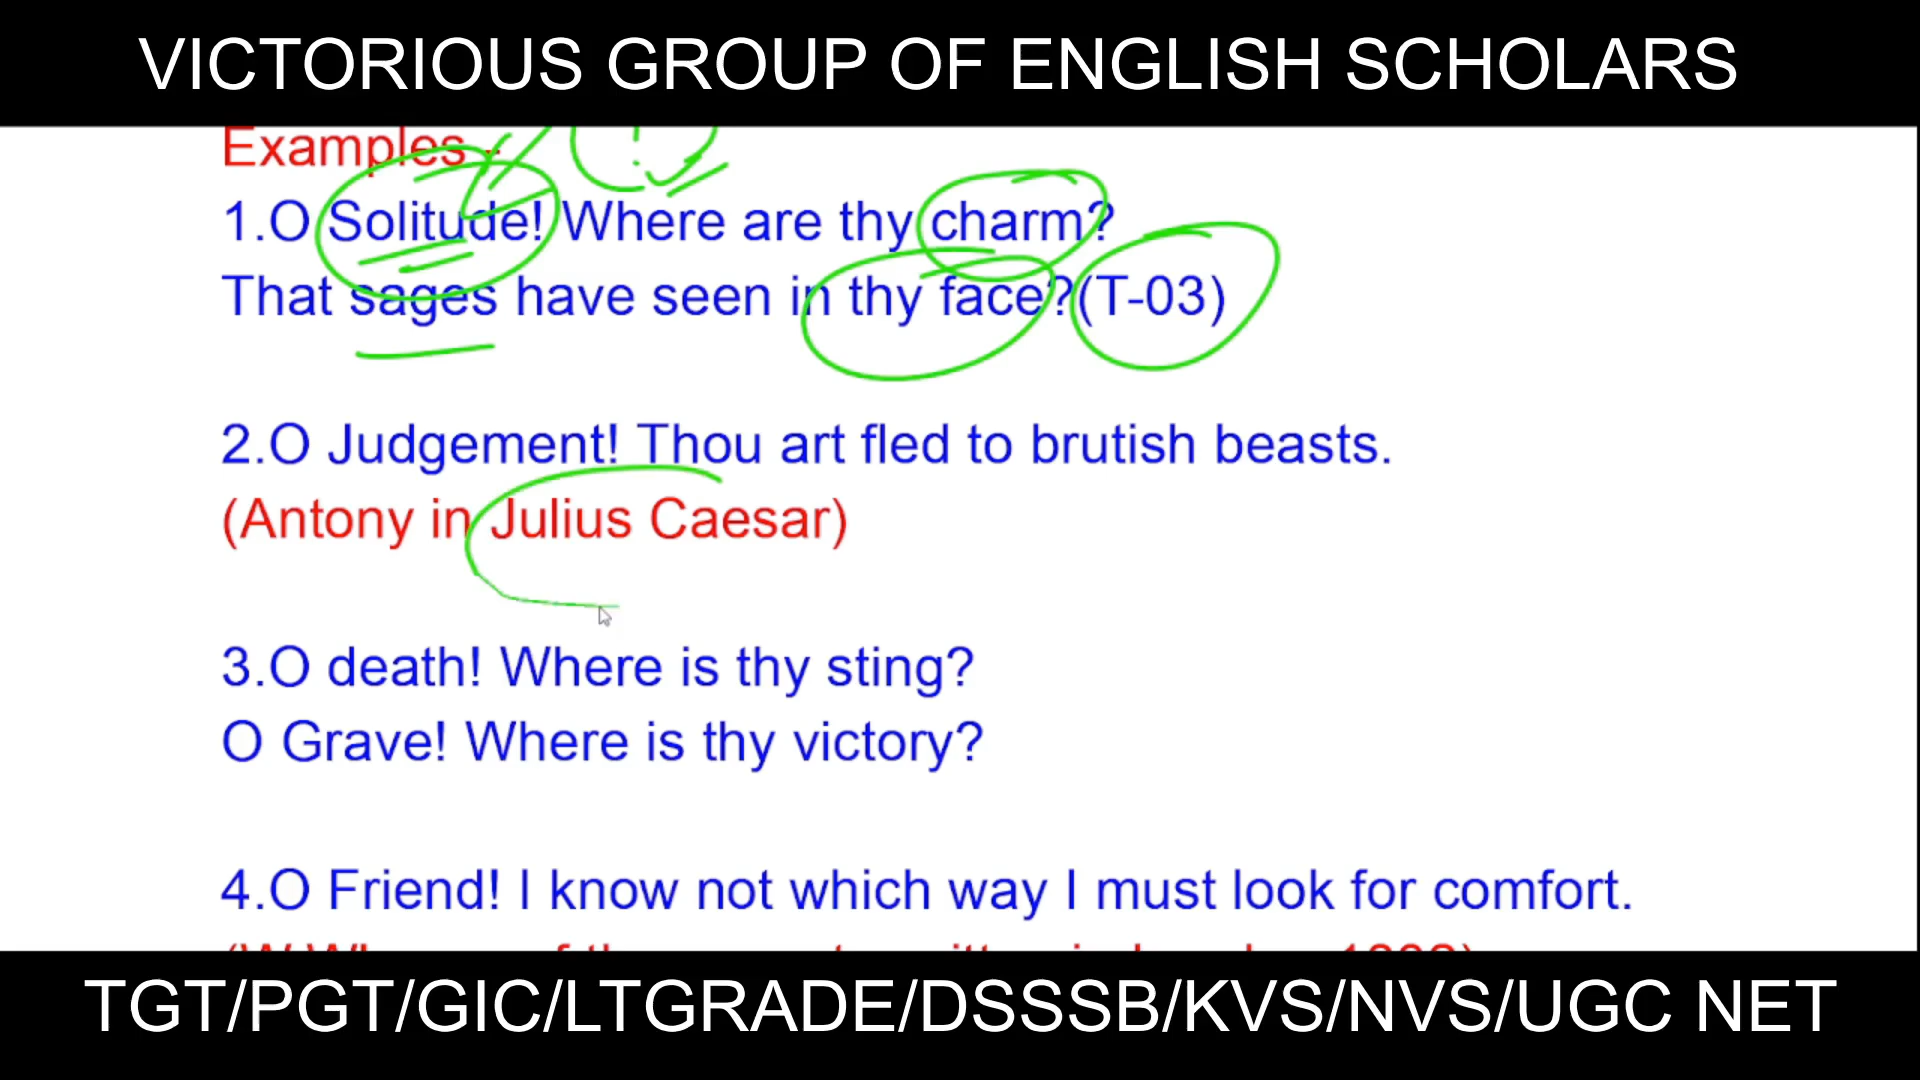 VICTORIOUS GROUP OF ENGLISH SCHOLARS
Examples -
1.O Solitude! Where are thy charm?
That sages have seen in thy face?(T-03)
2.O Judgement! Thou art fled to brutish beasts.
(Antony in Julius Caesar)
3.O death! Where is thy sting?
O Grave! Where is thy victory?
4.O Friend! I know not which way I must look for comfort.
TGT/PGT/GIC/LTGRADE/DSSSB/KVS/NVS/UGC NET